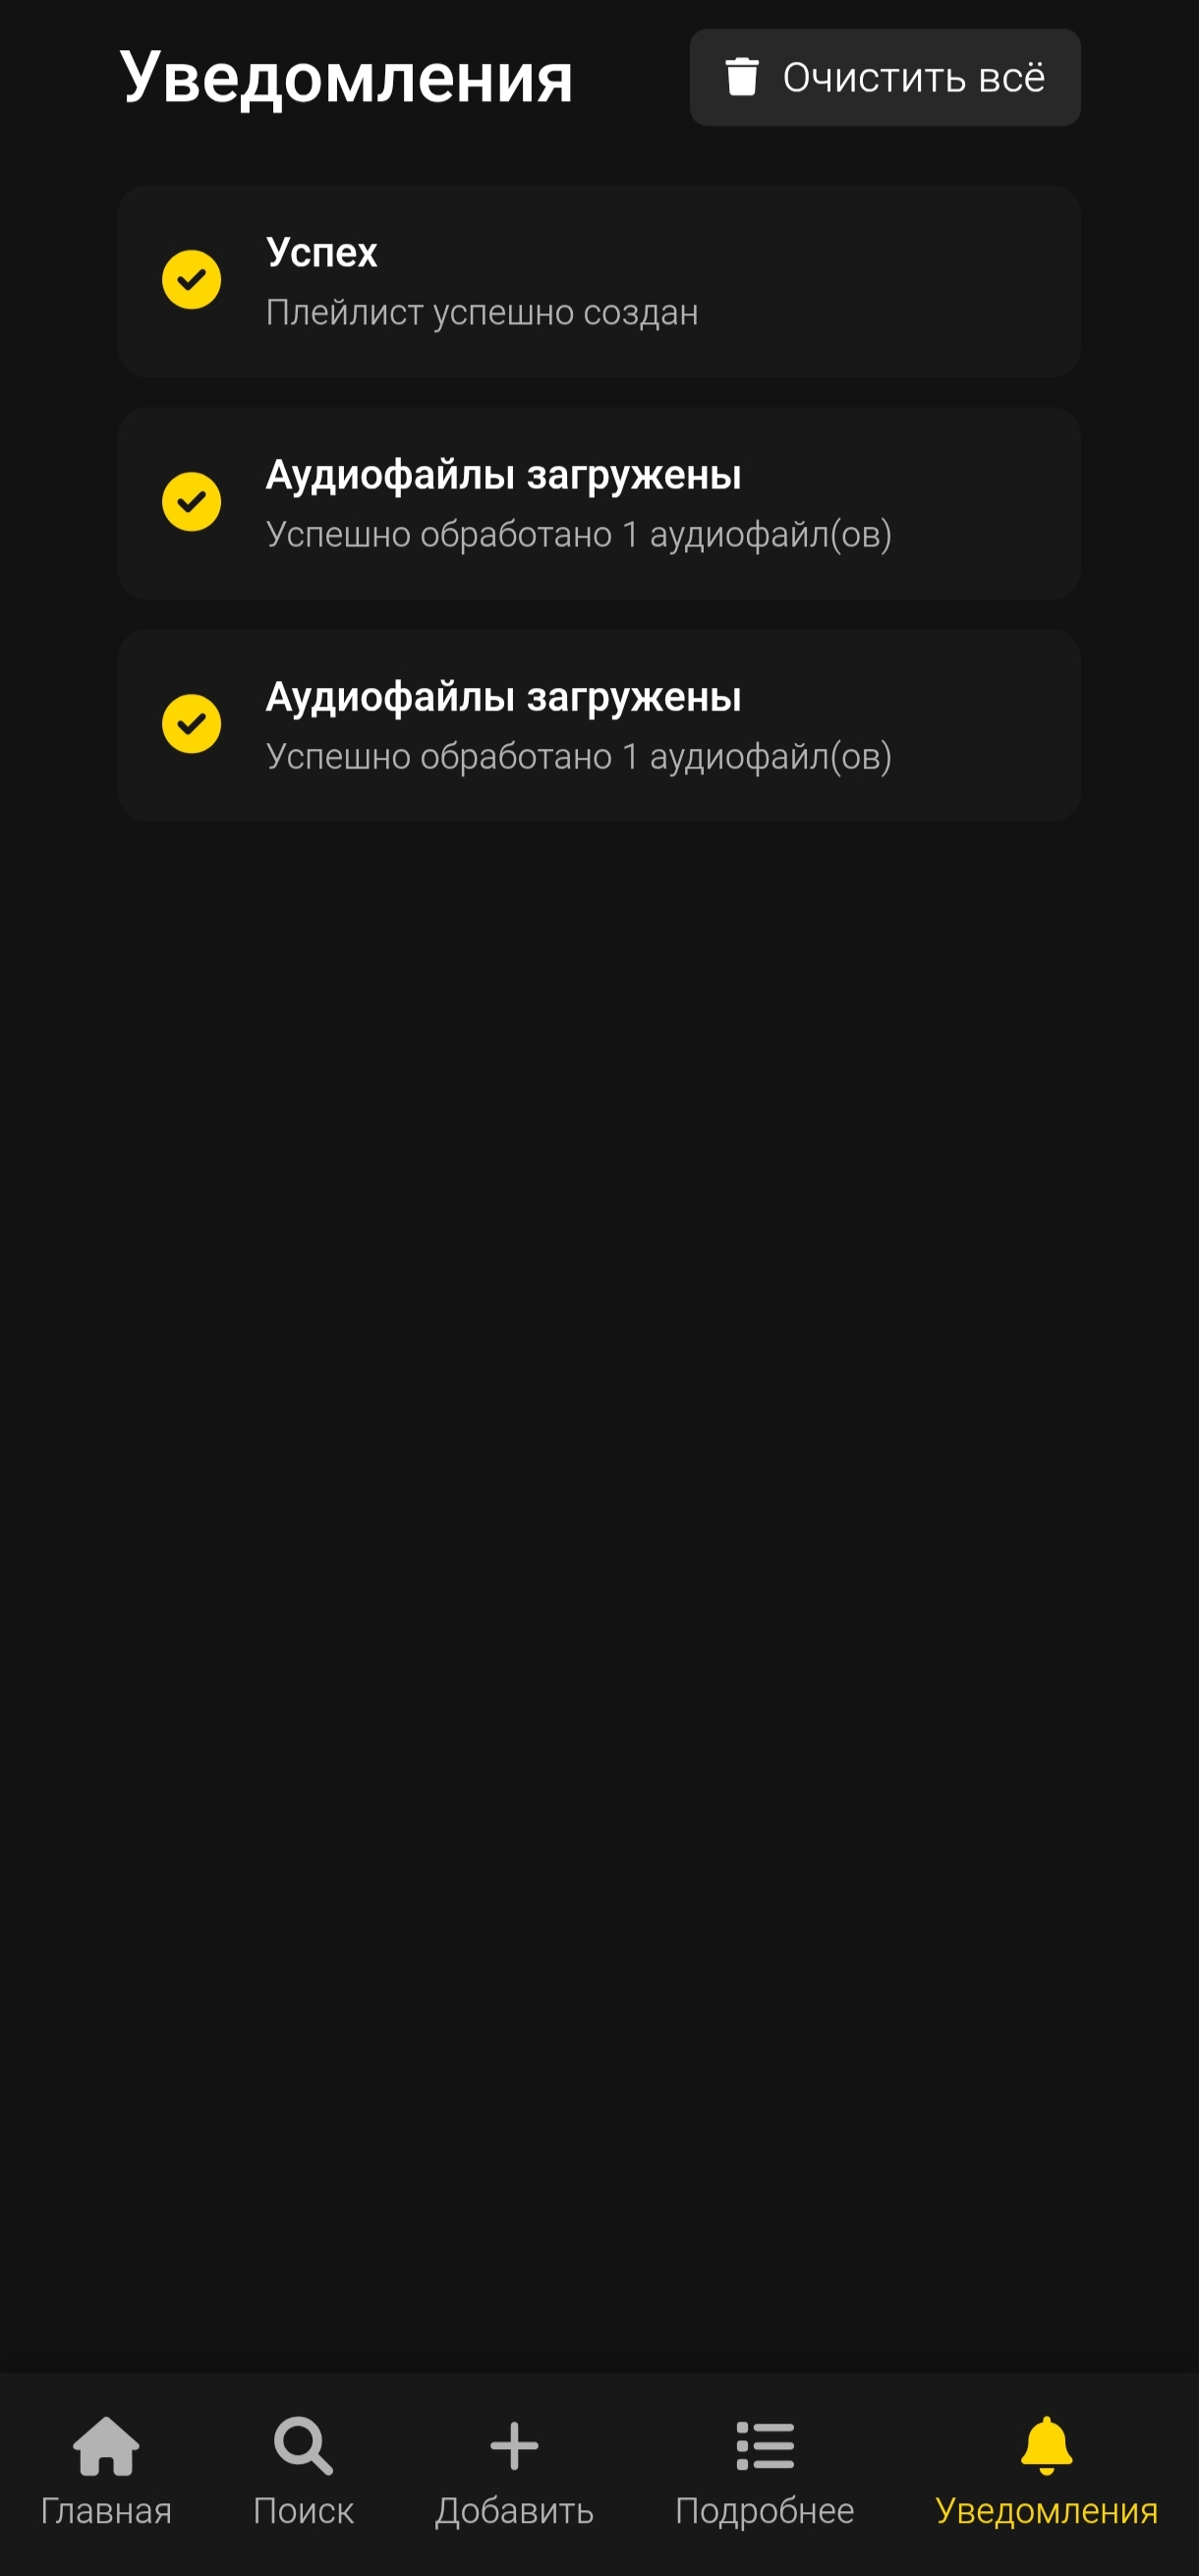 Уведомления
Очистить всё
Успех
Плейлист успешно создан
Аудиофайлы загружены
Успешно обработано 1 аудиофайл(ов)
Аудиофайлы загружены
Успешно обработано 1 аудиофайл(ов)
Главная
Поиск
Добавить
Подробнее
Уведомления